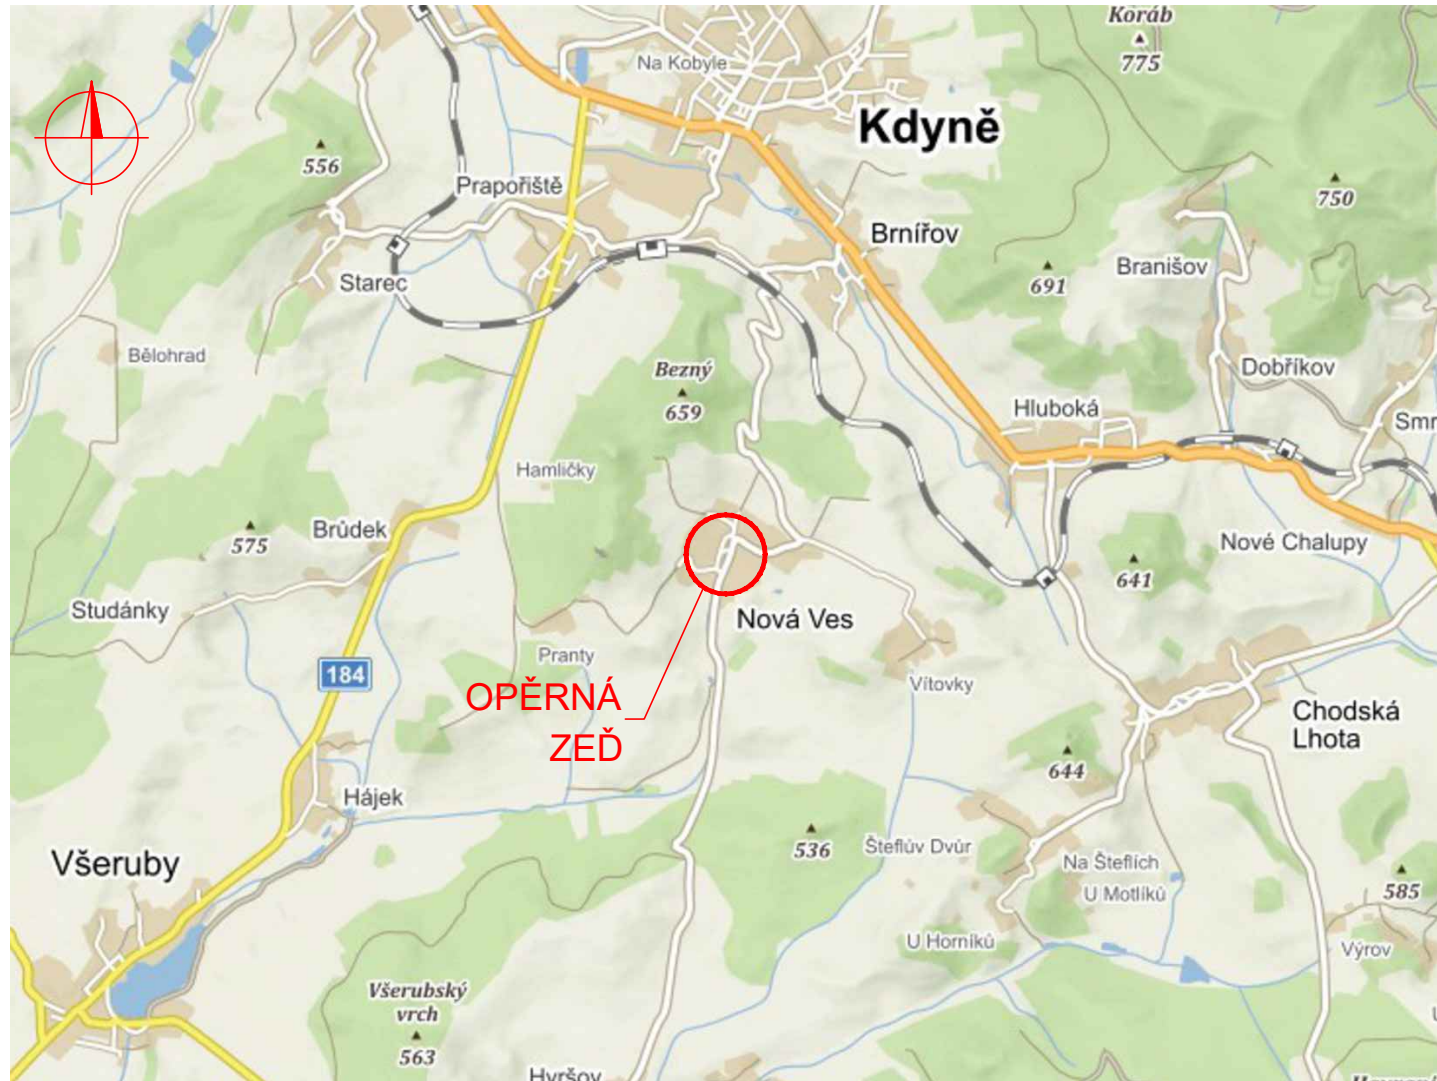 Koráb
775
Na Kobyle
Kdyně
556
Prapořiště
750
Brnířov
Branišov
691
Starec
Bělohrad
Bezný
659
Dobříkov
Hluboká
Smr
Hamličky
575
Brůdek
Nové Chalupy
641
Studánky
Nová Ves
Pranty
184
Vítovky
OPĚRNÁ
ZEĎ
Chodská
Lhota
644
Hájek
536
Šteflův Dvůr
Všeruby
Na Šteflích
585
U Motlíků
U Horníků
Výrov
Všerubský
vrch
563
Hyršov